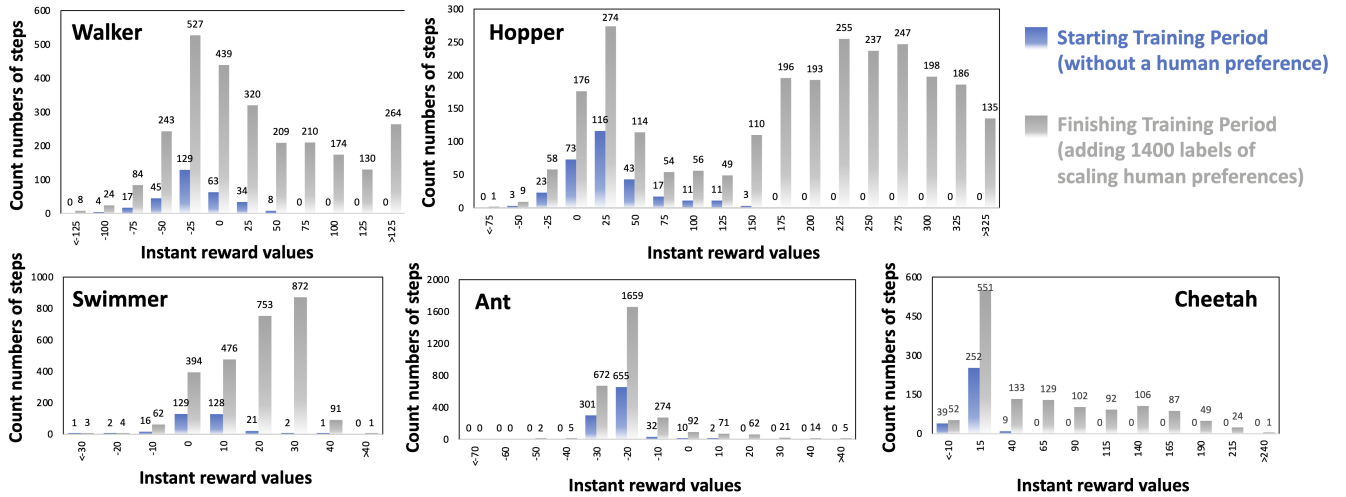 Walker
Count numbers of steps
600
500
400
300
200
100
0
0 8 4 24 17 84 45 243 129 527 63 439 34 320 8 209 0 210 0 174 0 130 0 264
<-125 -100 -75 -50 -25 0 25 50 75 100 125 >125
Instant reward values
Hopper
Count numbers of steps
300
250
200
150
100
50
0
0 1 3 9 23 58 73 176 116 274 43 114 17 54 11 56 11 49 3 110 0 196 0 193 0 255 0 237 0 247 0 198 0 186 0 135
<-75 -50 -25 0 25 50 75 100 125 150 175 200 225 250 275 300 325 >325
Instant reward values
Starting Training Period
(without a human preference)
Finishing Training Period
(adding 1400 labels of
scaling human preferences)
Swimmer
Count numbers of steps
1000
800
600
400
200
0
1 3 2 4 16 62 129 394 128 476 21 753 2 872 1 91 0 1
<-30 -20 -10 0 10 20 30 40 >40
Instant reward values
Ant
Count numbers of steps
2000
1600
1200
800
400
0
0 0 0 0 0 2 0 5 301 672 655 1659 32 274 10 92 2 71 0 62 0 21 0 14 0 5
<-70 -60 -50 -40 -30 -20 -10 0 10 20 30 40 >40
Instant reward values
Cheetah
Count numbers of steps
600
450
300
150
0
39 52 252 551 9 133 0 129 0 102 0 92 0 106 0 87 0 49 0 24 0 1
<-10 15 40 65 90 115 140 165 190 215 >240
Instant reward values